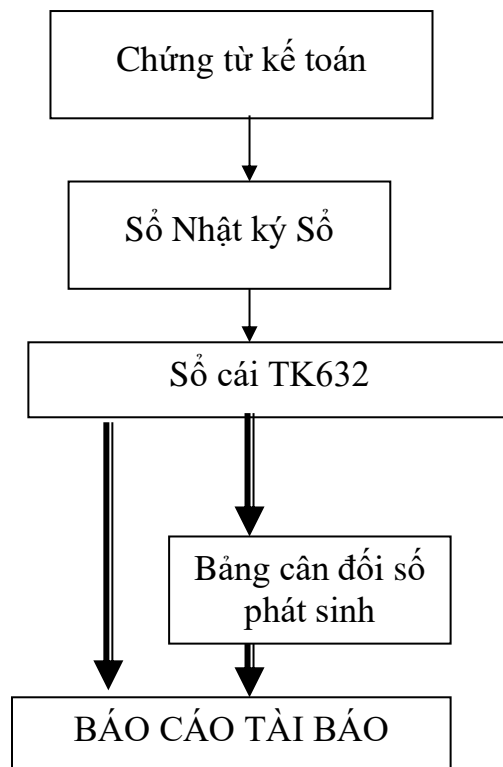 Chứng từ kế toán
Sổ Nhật ký Sổ
Sổ cái TK632
Bảng cân đối số
phát sinh
BÁO CÁO TÀI BÁO